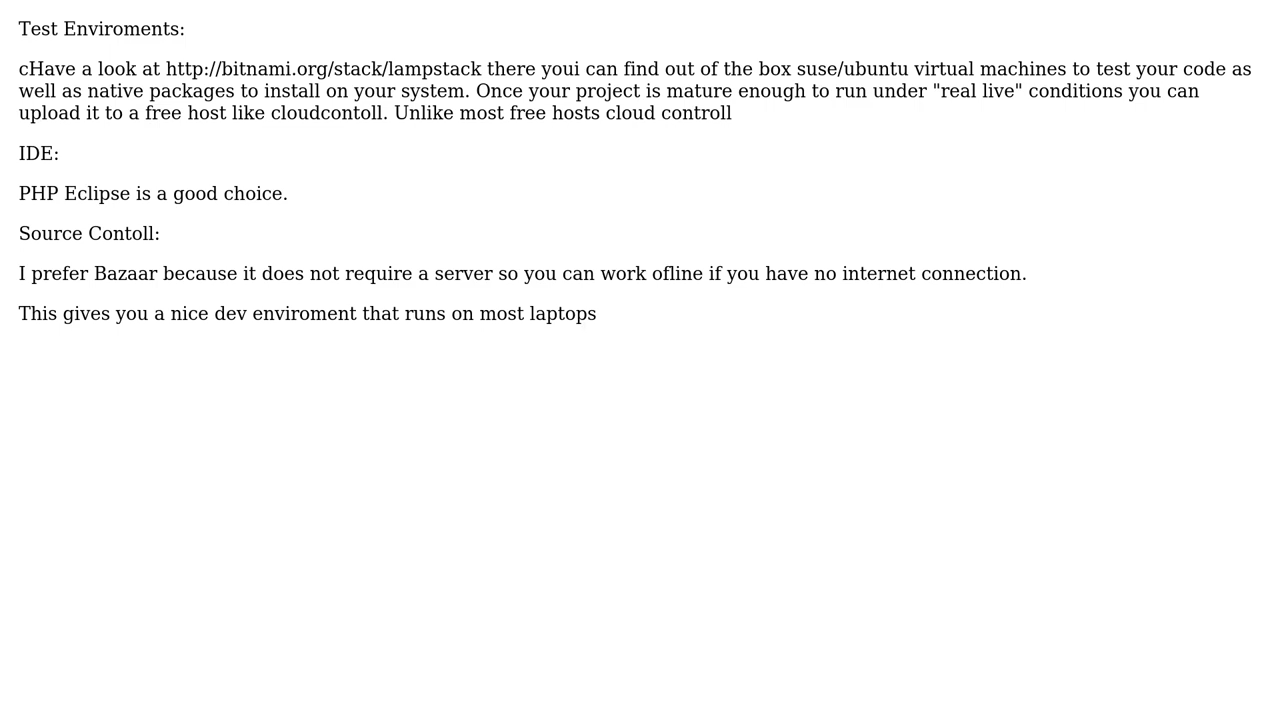 Test Enviroments:
cHave a look at http://bitnami.org/stack/lampstack there youi can find out of the box suse/ubuntu virtual machines to test your code as
well as native packages to install on your system. Once your project is mature enough to run under "real live" conditions you can
upload it to a free host like cloudcontoll. Unlike most free hosts cloud controll
IDE:
PHP Eclipse is a good choice.
Source Contoll:
I prefer Bazaar because it does not require a server so you can work ofline if you have no internet connection.
This gives you a nice dev enviroment that runs on most laptops